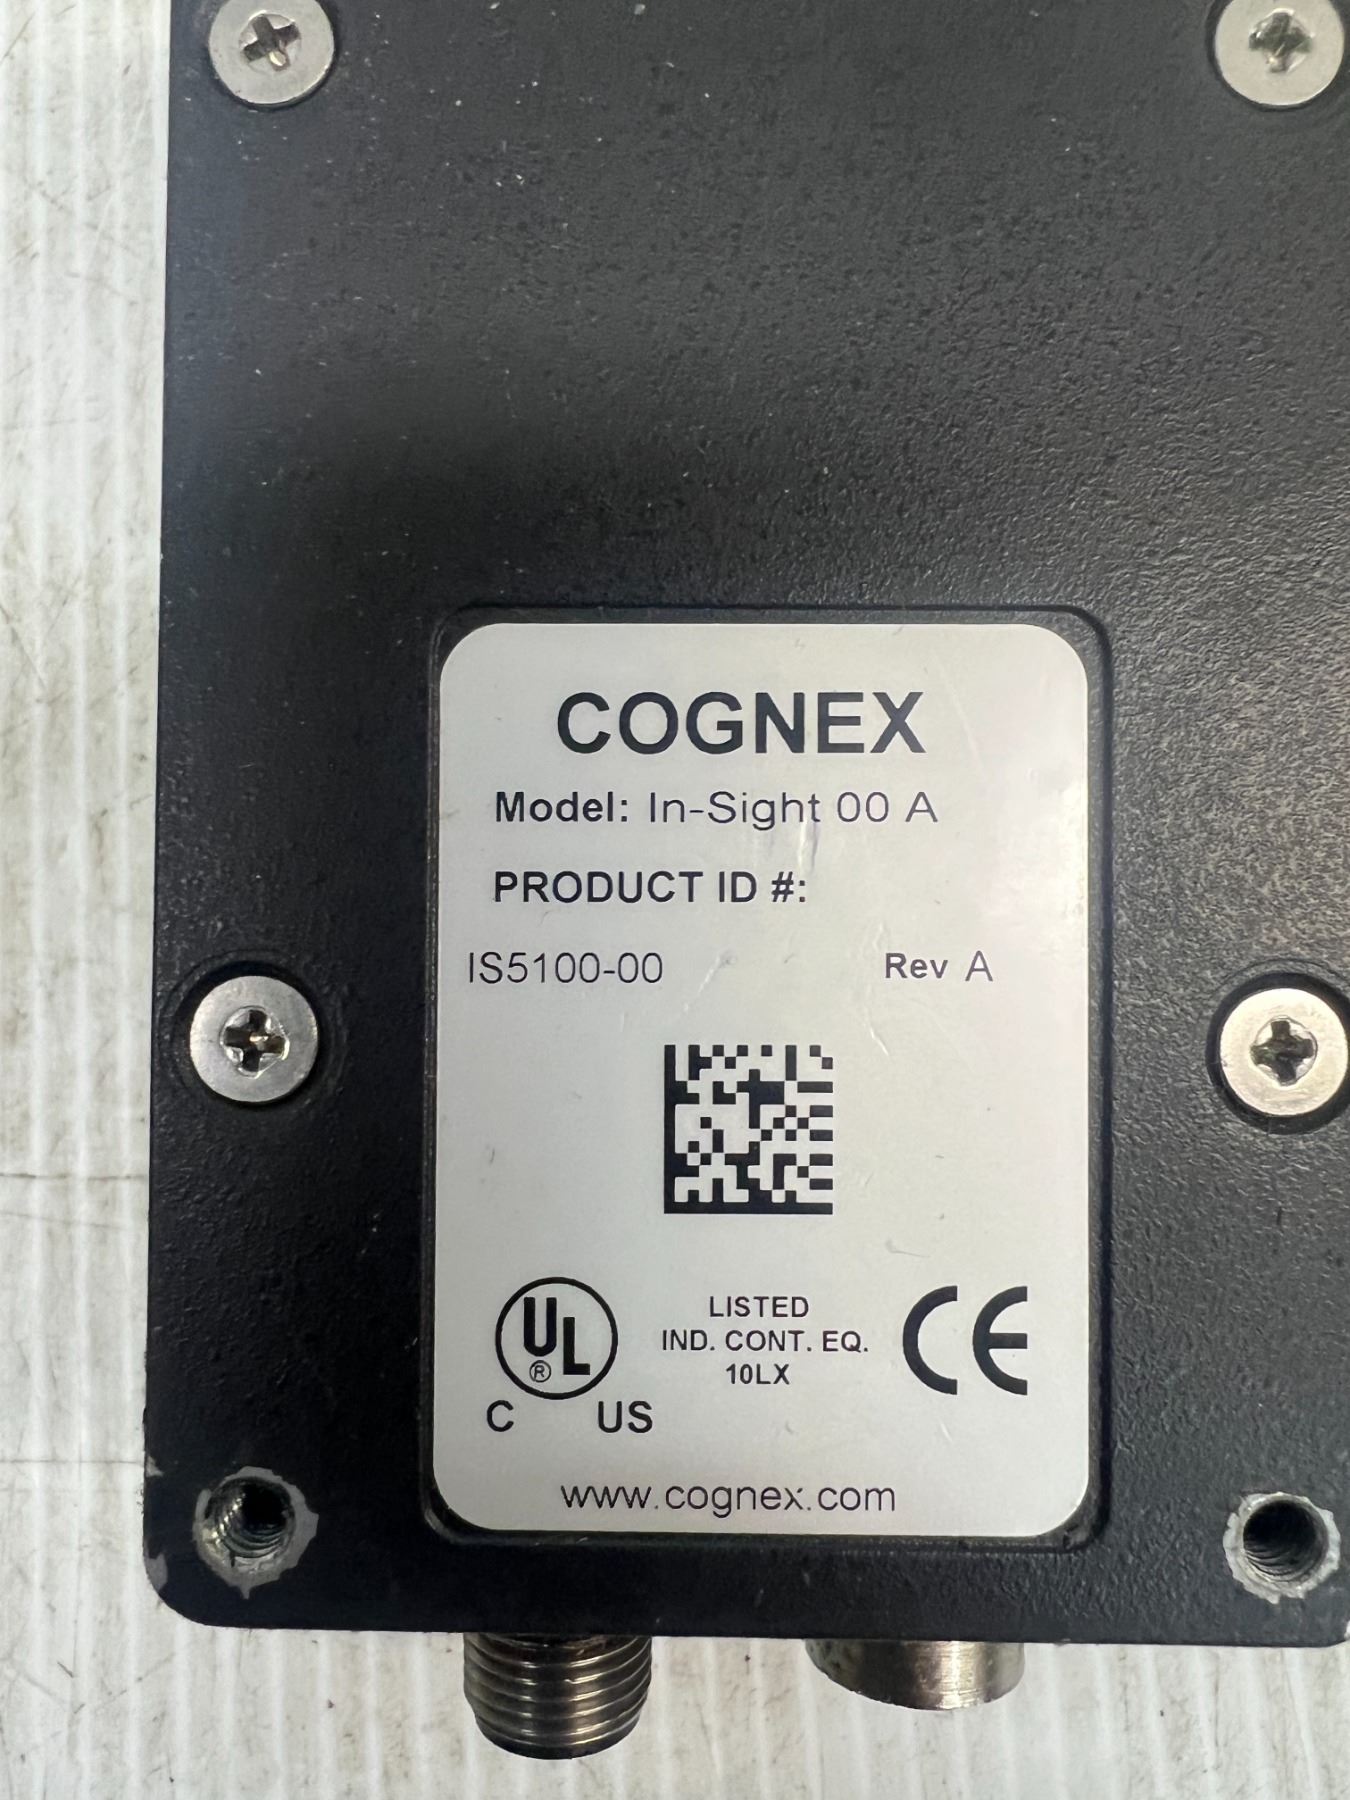 COGNEX
Model: In-Sight 00 A
PRODUCT ID #:
IS5100-00 Rev A
UL
®
C US
LISTED
IND. CONT. EQ.
10LX
CE
www.cognex.com